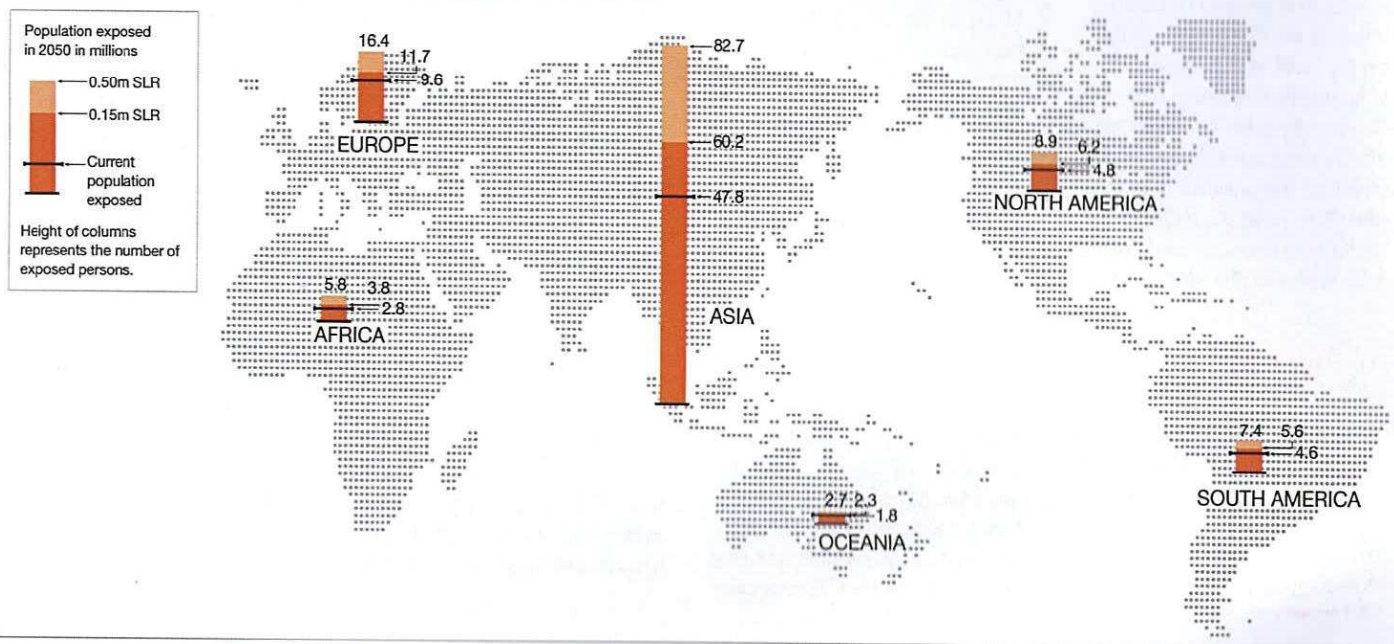 Population exposed
in 2050 in millions
0.50m SLR
0.15m SLR
Current
population
exposed
Height of columns
represents the number of
exposed persons.
16.4
11.7
9.6
EUROPE
82.7
60.2
47.8
ASIA
8.9
6.2
4.8
NORTH AMERICA
5.8
3.8
2.8
AFRICA
2.7
2.3
1.8
OCEANIA
7.4
5.6
4.6
SOUTH AMERICA